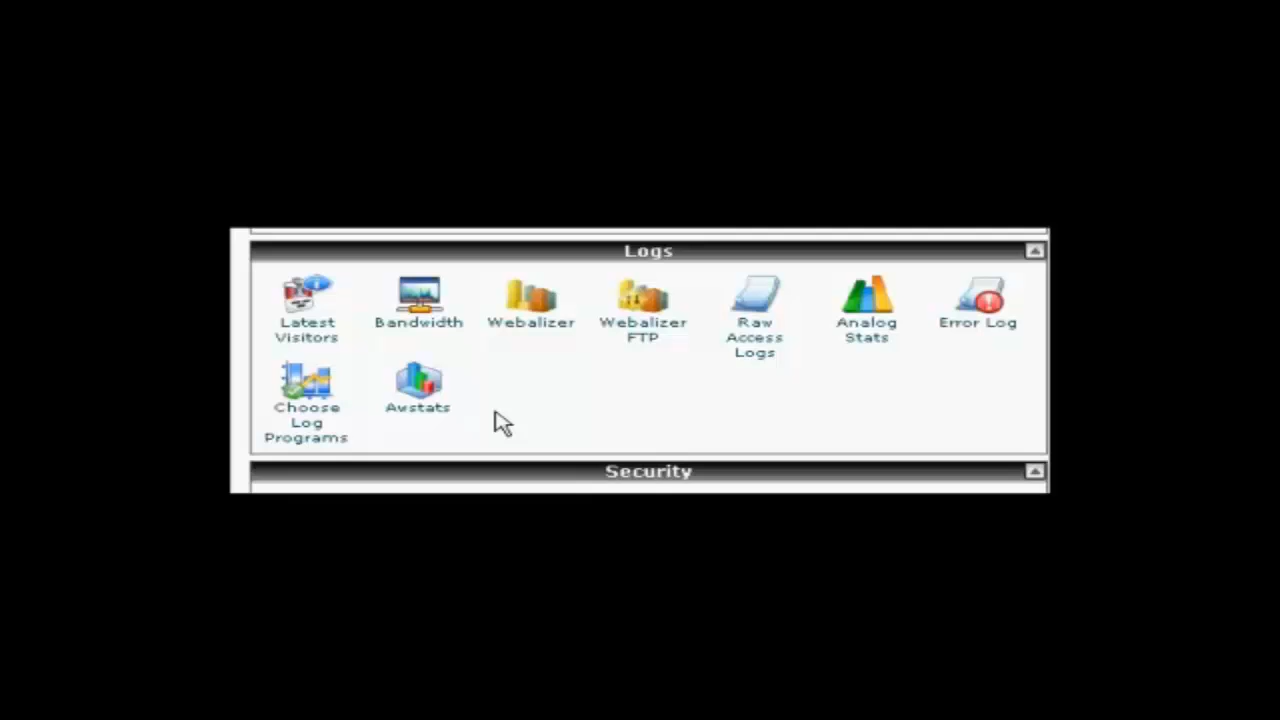 Logs
Latest
Visitors
Bandwidth
Webalizer
Webalizer
FTP
Raw
Access
Logs
Analog
Stats
Error Log
Choose
Log
Programs
Awstats
Security